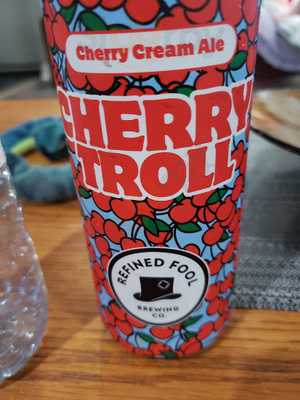 Cherry Cream Ale
CHERRY
TROLL
REFINED FOOL
BREWING
CO.